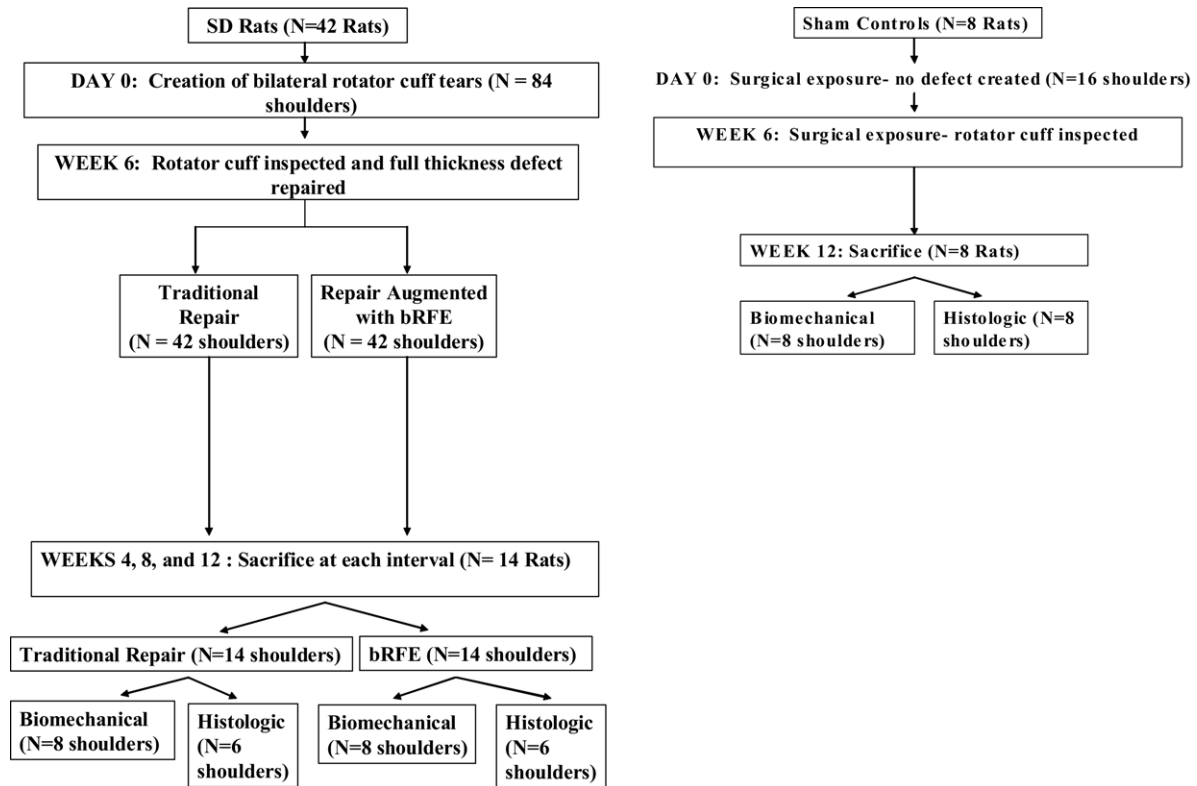 SD Rats (N=42 Rats)
DAY 0:  Creation of bilateral rotator cuff tears (N = 84
shoulders)
WEEK 6:  Rotator cuff inspected and full thickness defect
repaired
Traditional
Repair
(N = 42 shoulders)
Repair Augmented
with bRFE
(N = 42 shoulders)
WEEKS 4, 8, and 12 : Sacrifice at each interval (N= 14 Rats)
Traditional Repair (N=14 shoulders)
bRFE (N=14 shoulders)
Biomechanical
(N=8 shoulders)
Histologic
(N=6
shoulders)
Biomechanical
(N=8 shoulders)
Histologic
(N=6
shoulders)
Sham Controls (N=8 Rats)
DAY 0:  Surgical exposure- no defect created (N=16 shoulders)
WEEK 6:  Surgical exposure- rotator cuff inspected
WEEK 12: Sacrifice (N=8 Rats)
Biomechanical
(N=8 shoulders)
Histologic (N=8
shoulders)